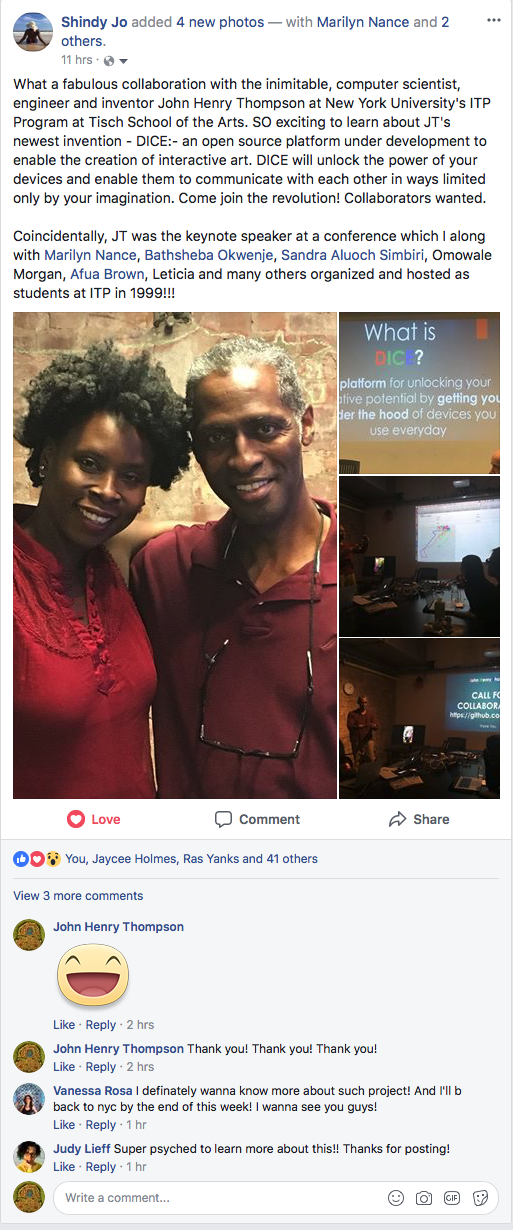 Shindy Jo added 4 new photos — with Marilyn Nance and 2
others.
11 hrs ·
What a fabulous collaboration with the inimitable, computer scientist,
engineer and inventor John Henry Thompson at New York University's ITP
Program at Tisch School of the Arts. SO exciting to learn about JT's
newest invention - DICE:- an open source platform under development to
enable the creation of interactive art. DICE will unlock the power of your
devices and enable them to communicate with each other in ways limited
only by your imagination. Come join the revolution! Collaborators wanted.
Coincidentally, JT was the keynote speaker at a conference which I along
with Marilyn Nance, Bathsheba Okwenje, Sandra Aluoch Simbiri, Omowale
Morgan, Afua Brown, Leticia and many others organized and hosted as
students at ITP in 1999!!!
What is
DICE?
platform for unlocking your
ative potential by getting you
der the hood of devices you
use everyday
CALL FO
COLLABORA
https://github.co
Love
Comment
Share
You, Jaycee Holmes, Ras Yanks and 41 others
View 3 more comments
John Henry Thompson
Like · Reply · 2 hrs
John Henry Thompson Thank you! Thank you! Thank you!
Like · Reply · 2 hrs
Vanessa Rosa I definately wanna know more about such project! And I'll b
back to nyc by the end of this week! I wanna see you guys!
Like · Reply · 1 hr
Judy Lieff Super psyched to learn more about this!! Thanks for posting!
Like · Reply · 1 hr
Write a comment...
GIF